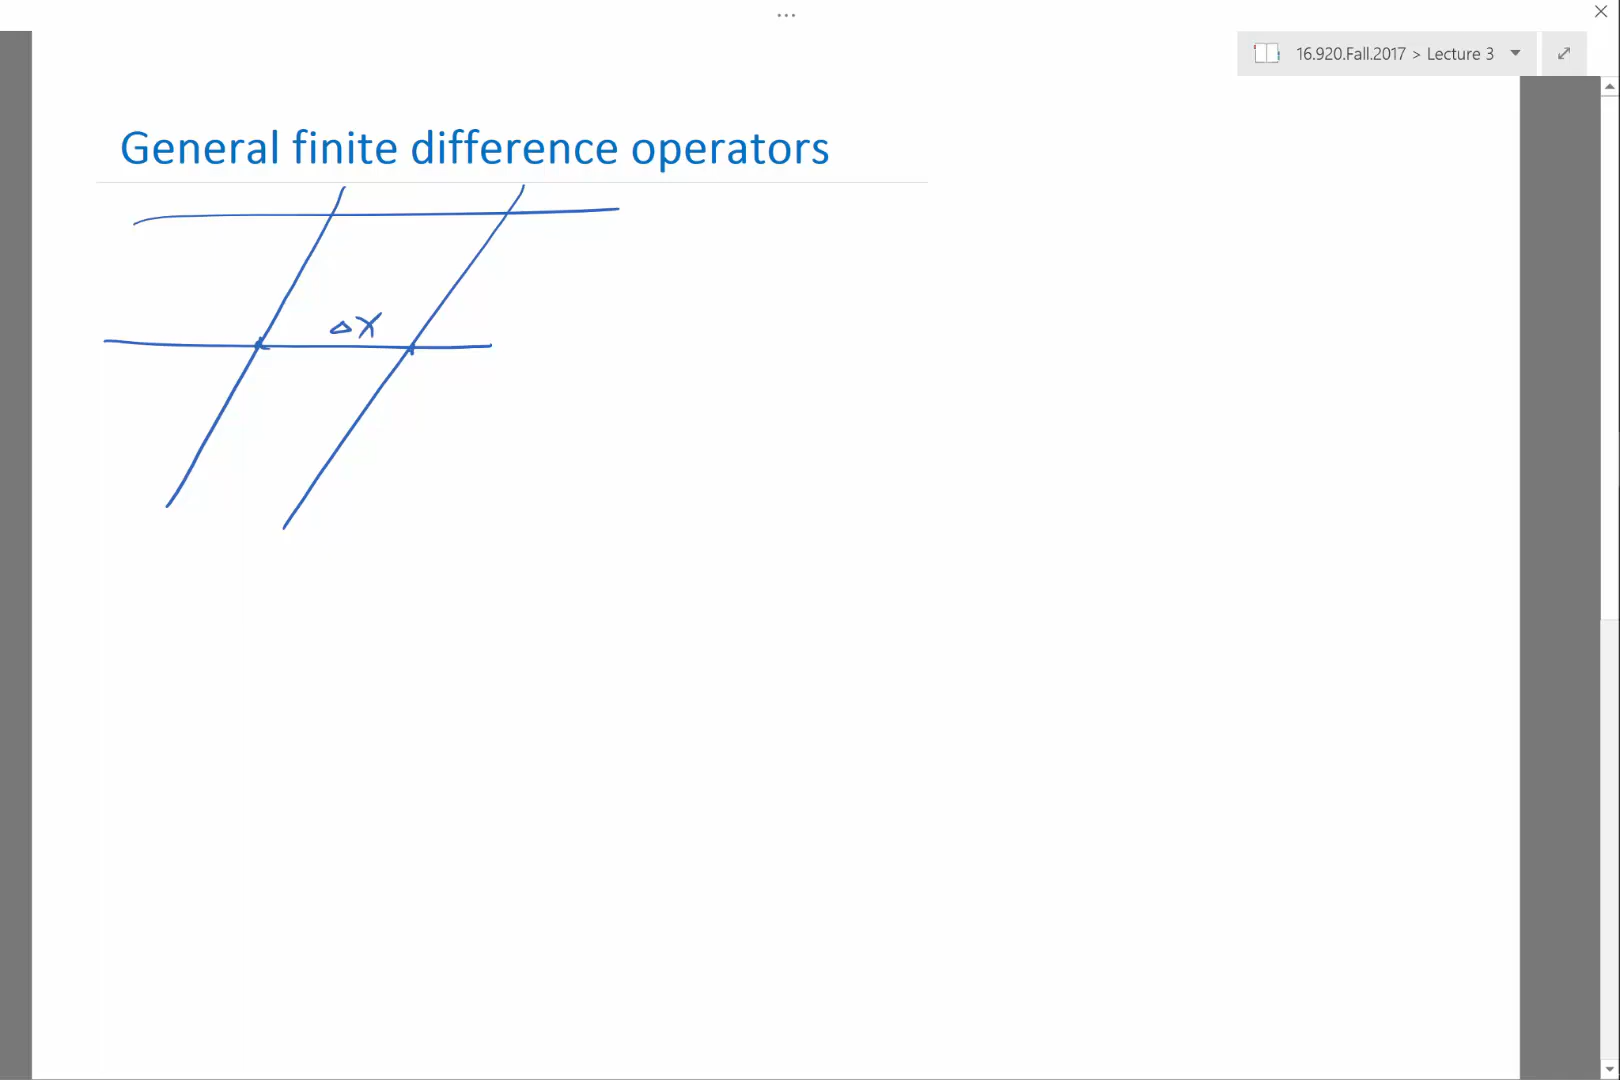 16.920.Fall.2017 > Lecture 3
General finite difference operators
ΔX